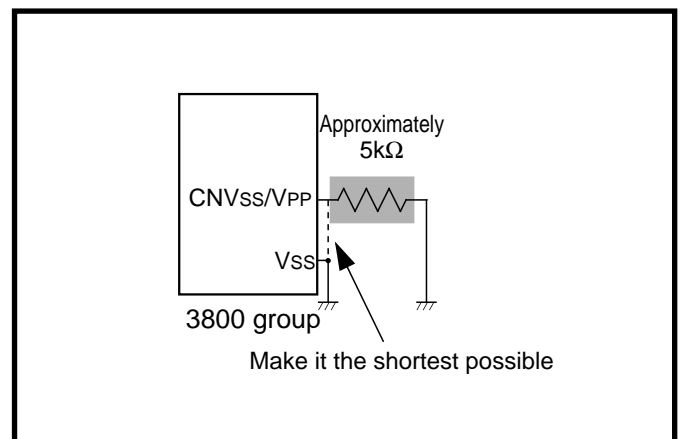 Approximately
5kΩ
CNVSS/VPP
VSS
3800 group
Make it the shortest possible